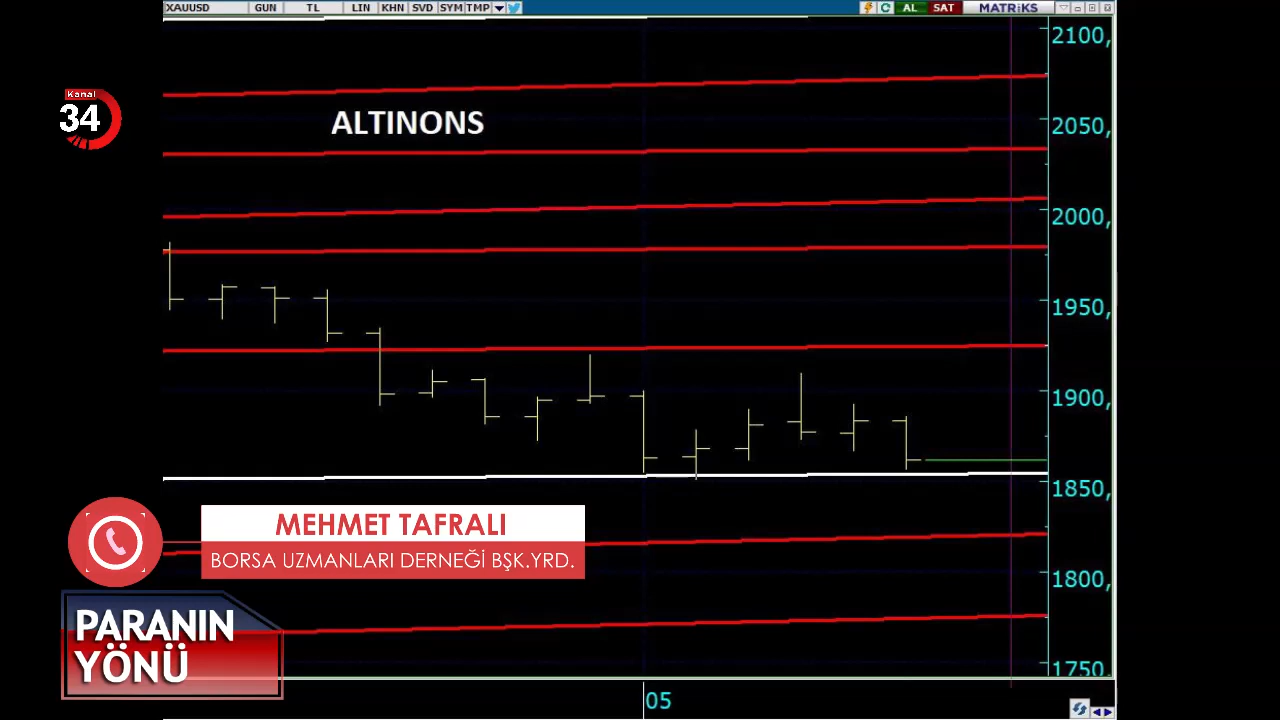 XAUUSD GUN TL LIN KHN SVD SYM TMP AL SAT MATRiKS
2100,
Kanal
34
ALTINONS
2050,
2000,
1950,
1900,
1850,
MEHMET TAFRALI
BORSA UZMANLARI DERNEĞİ BŞK.YRD.
1800,
PARANIN
YÖNÜ
1750,
05